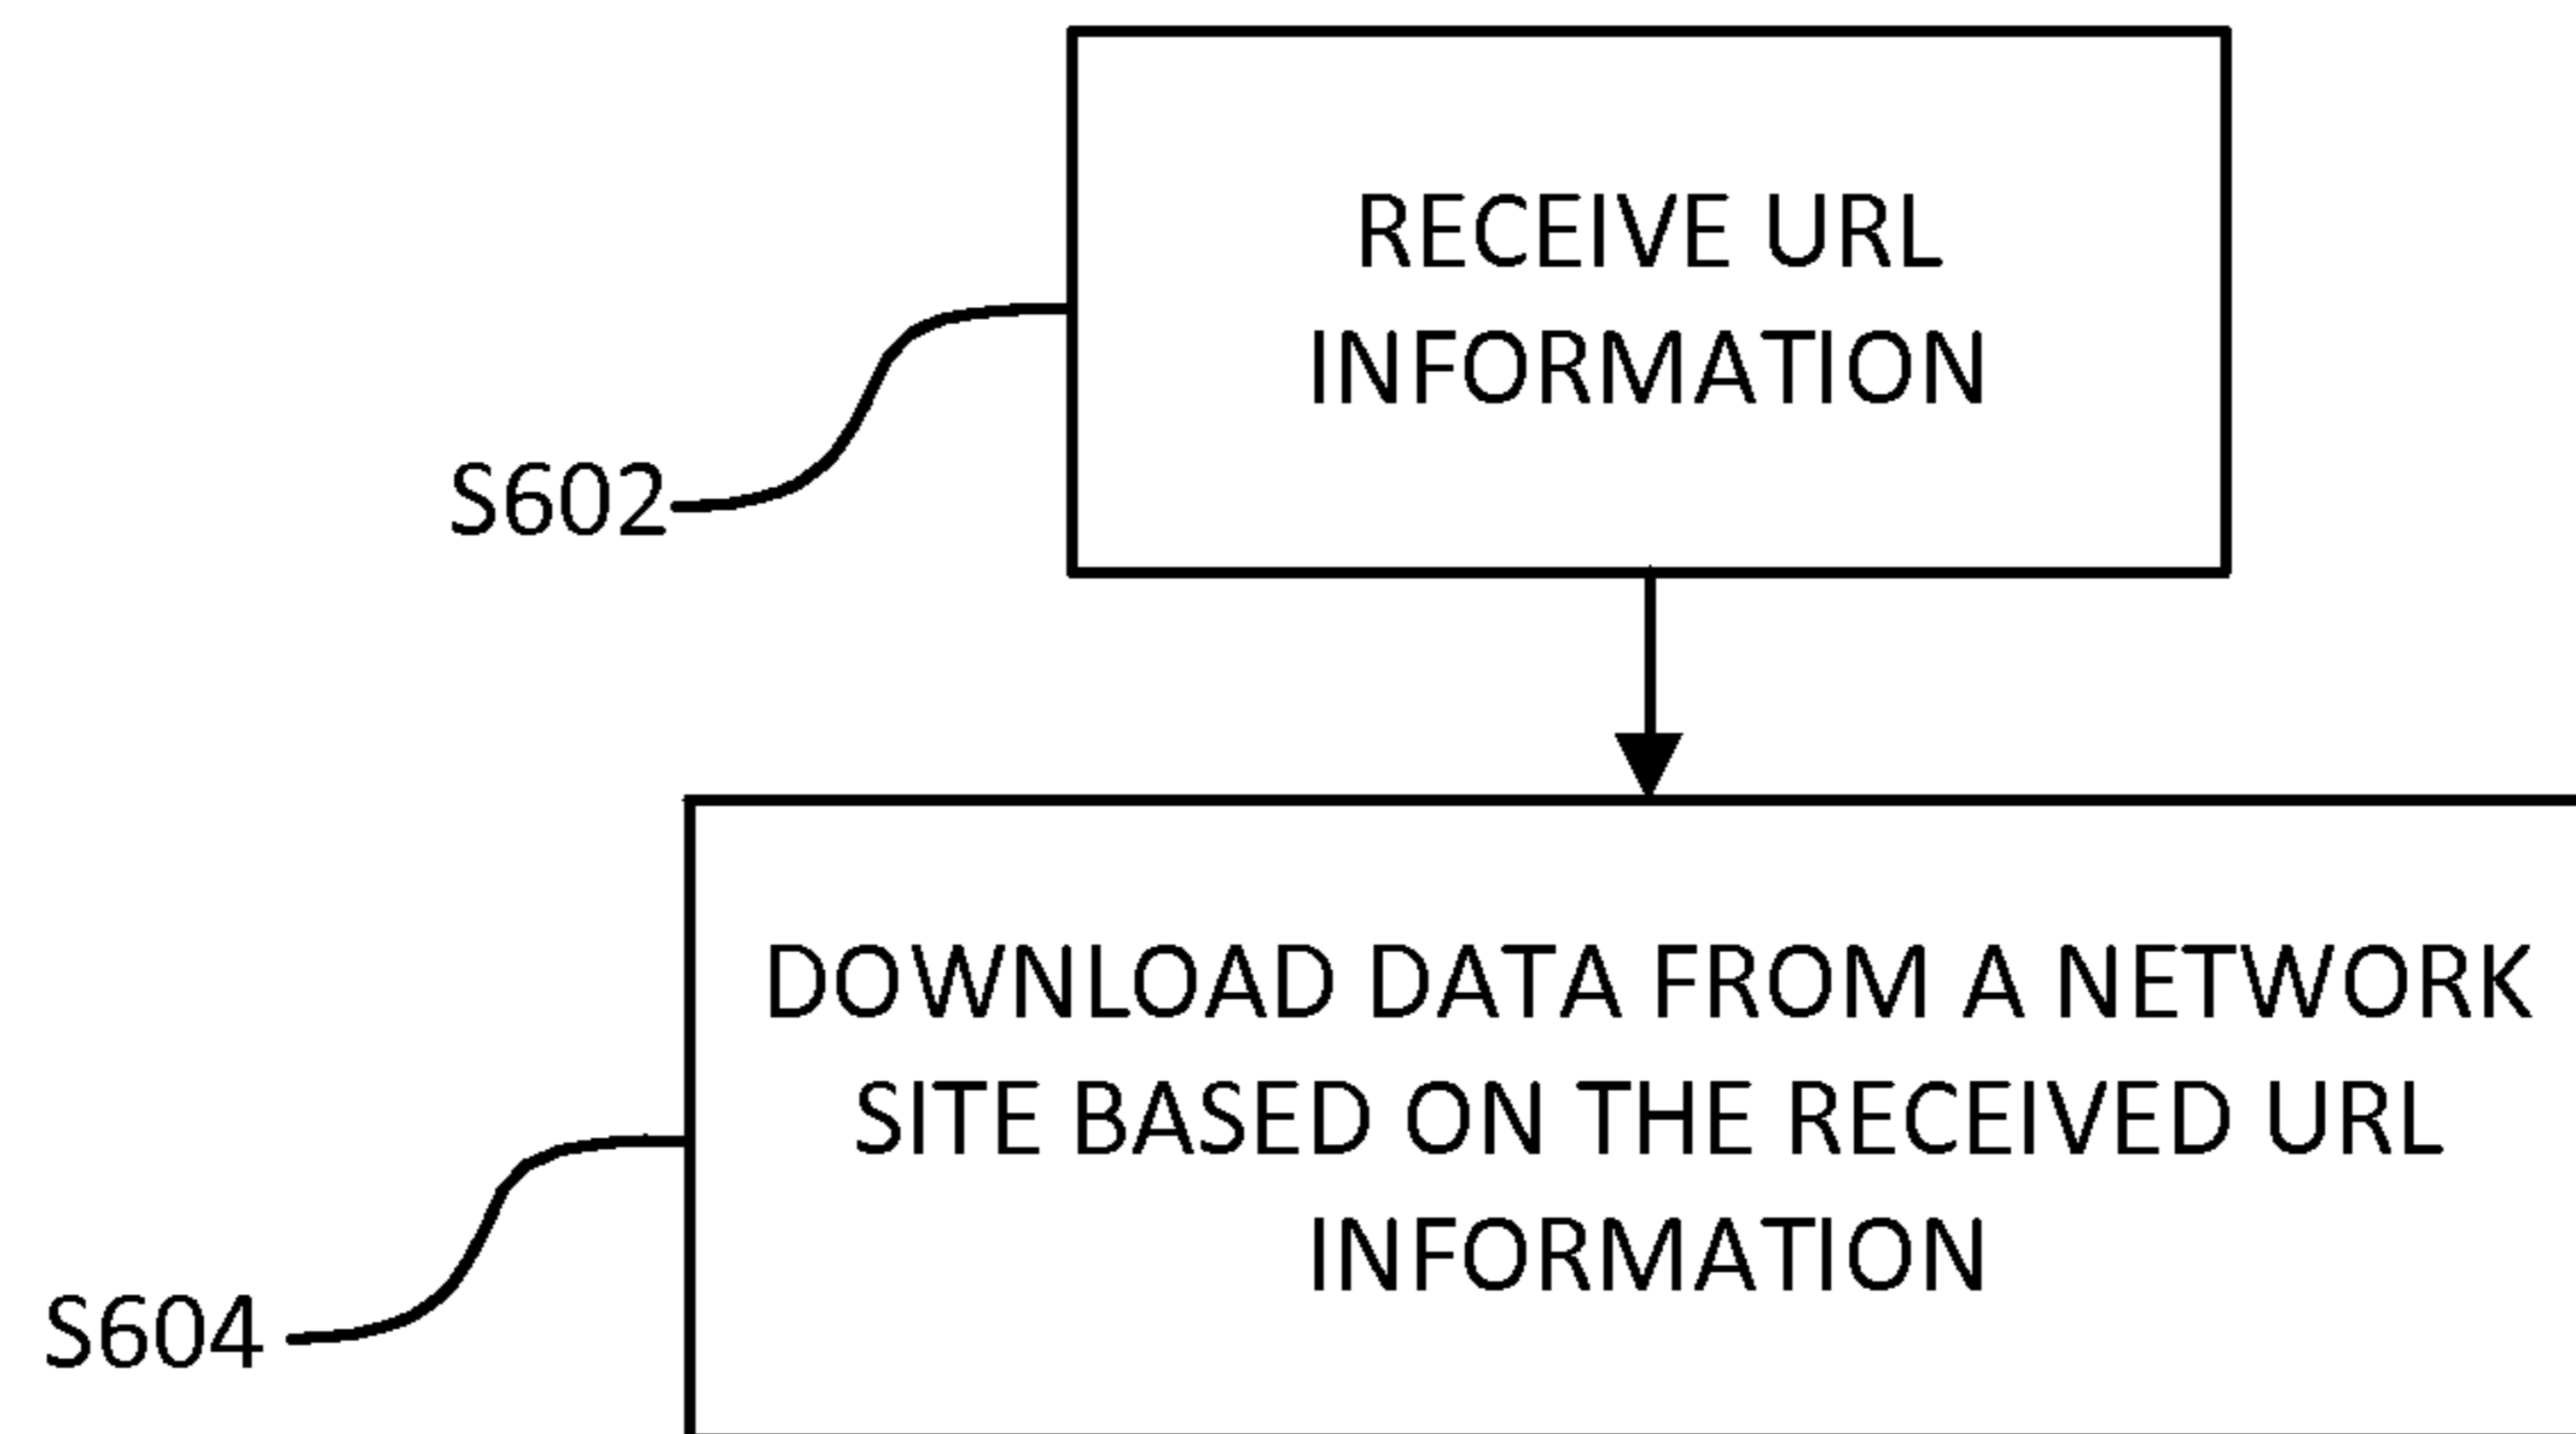 RECEIVE URL
INFORMATION
S602
DOWNLOAD DATA FROM A NETWORK
SITE BASED ON THE RECEIVED URL
INFORMATION
S604